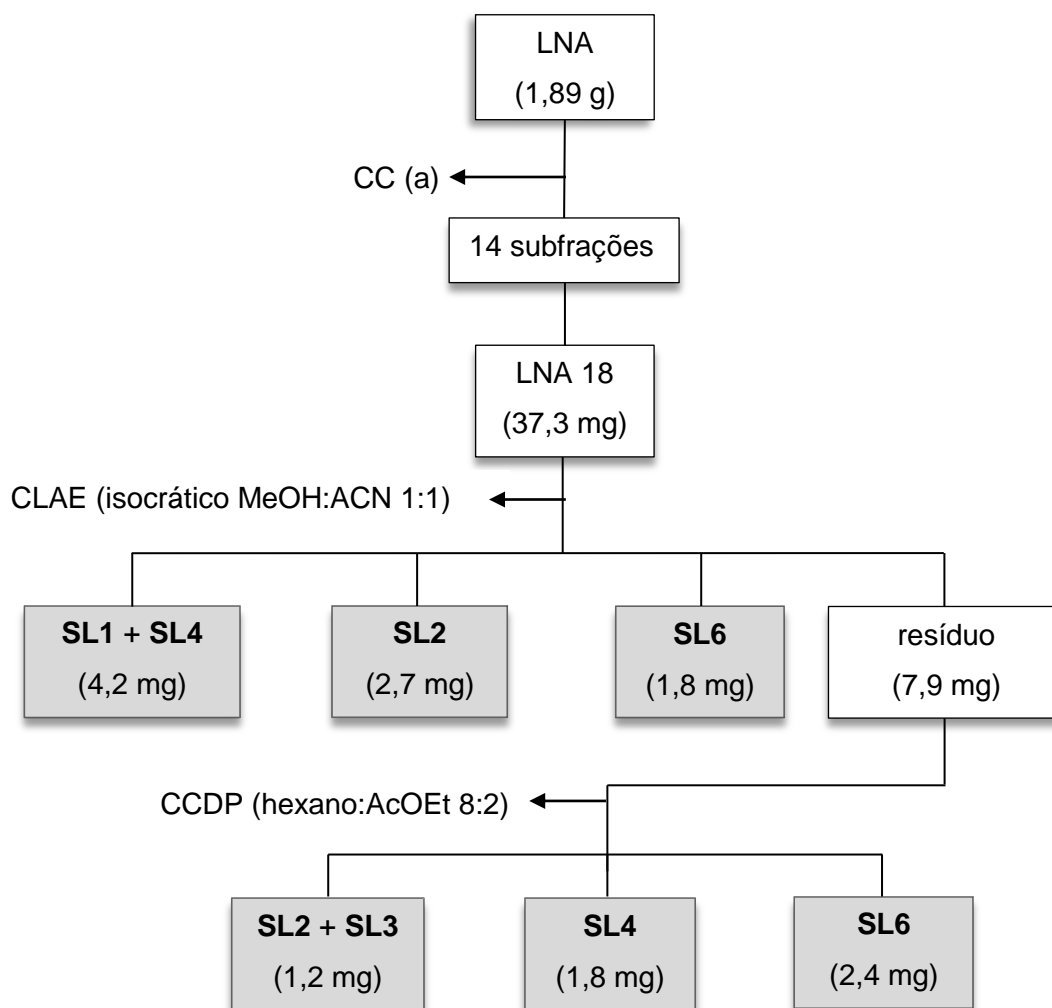 LNA
(1,89 g)
CC (a)
14 subfrações
LNA 18
(37,3 mg)
CLAE (isocrático MeOH:ACN 1:1)
SL1 + SL4
(4,2 mg)
SL2
(2,7 mg)
SL6
(1,8 mg)
resíduo
(7,9 mg)
CCDP (hexano:AcOEt 8:2)
SL2 + SL3
(1,2 mg)
SL4
(1,8 mg)
SL6
(2,4 mg)